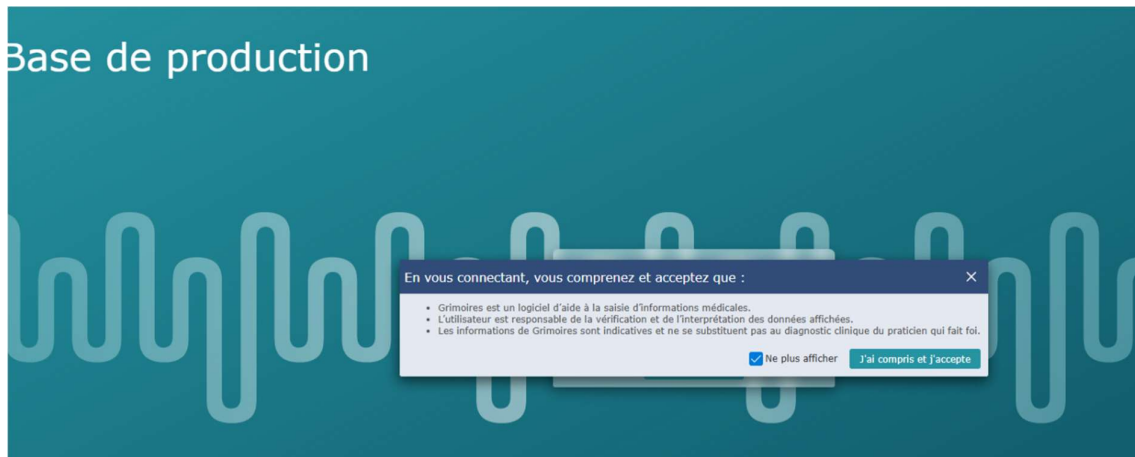 Base de production
En vous connectant, vous comprenez et acceptez que :
Grimoires est un logiciel d'aide à la saisie d'informations médicales.
L'utilisateur est responsable de la vérification et de l'interprétation des données affichées.
Les informations de Grimoires sont indicatives et ne se substituent pas au diagnostic clinique du praticien qui fait foi.
Ne plus afficher
J'ai compris et j'accepte